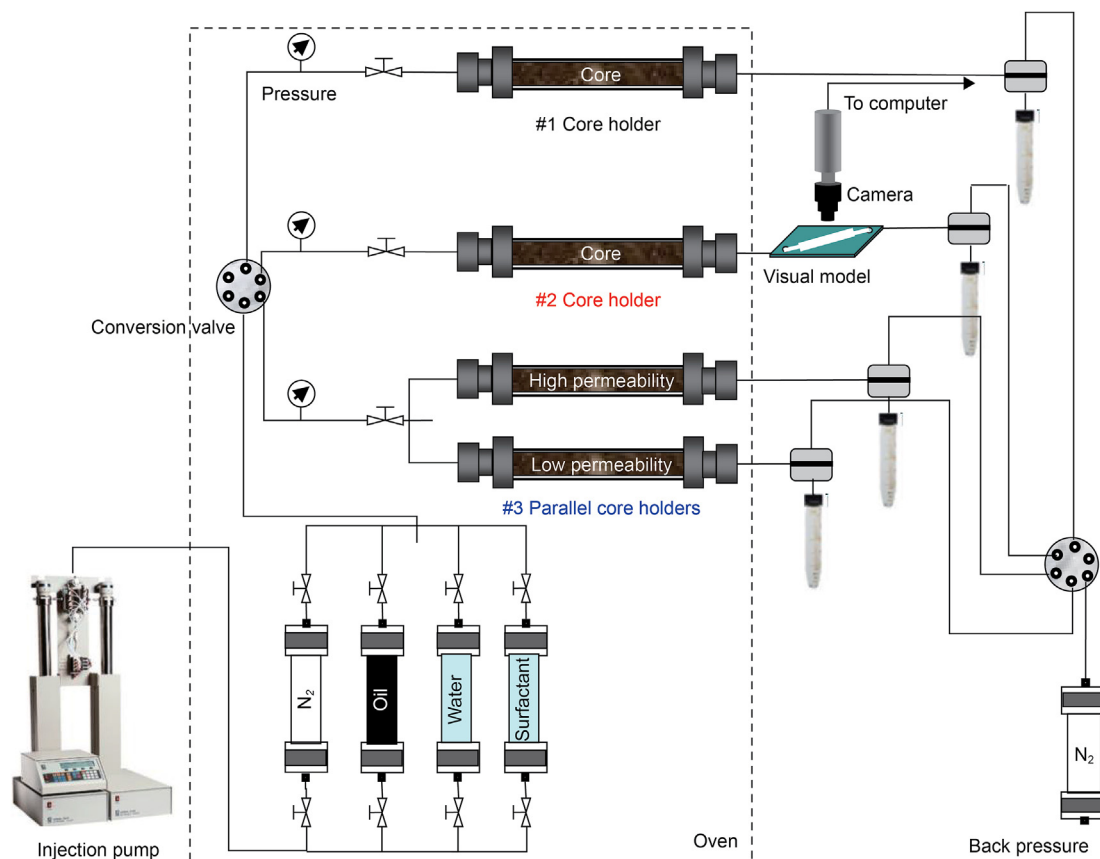 Core
Pressure
#1 Core holder
To computer
Camera
Core
Visual model
#2 Core holder
Conversion valve
High permeability
Low permeability
#3 Parallel core holders
N₂
Oil
Water
Surfactant
N₂
Oven
Injection pump
Back pressure